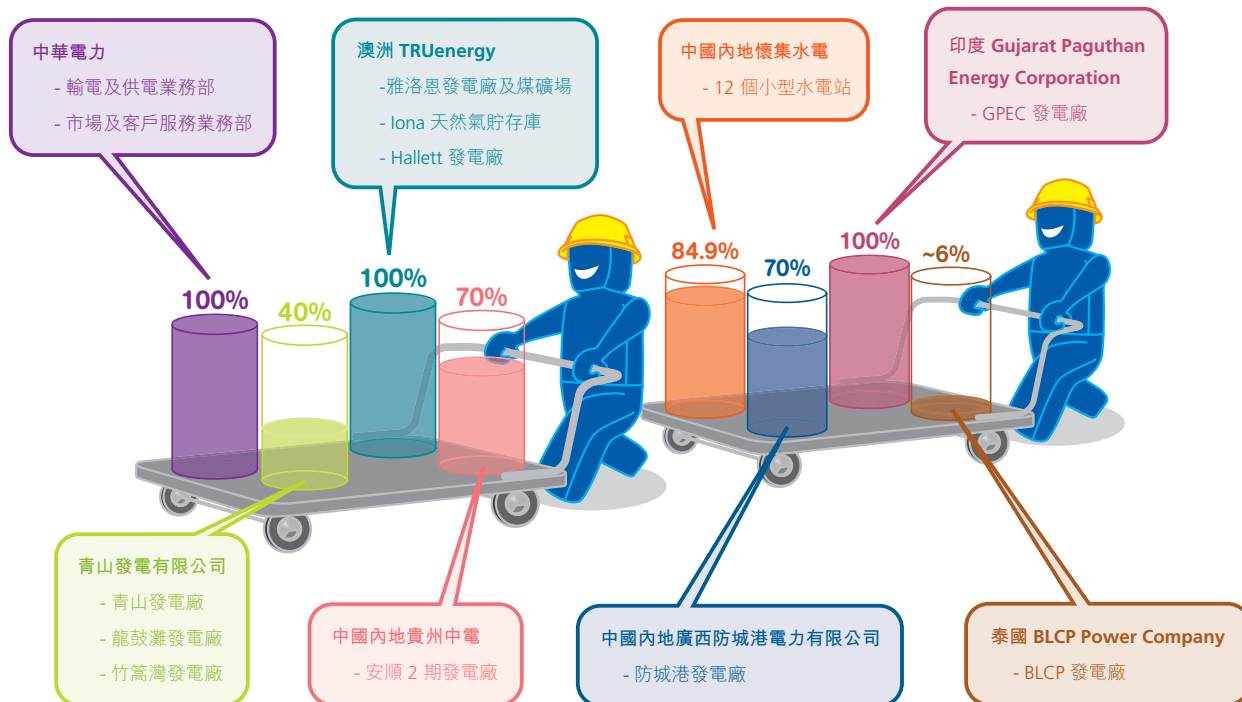 中華電力
- 輸電及供電業務部
- 市場及客戶服務業務部
澳洲 TRUenergy
-雅洛恩發電廠及煤礦場
- Iona 天然氣貯存庫
- Hallett 發電廠
中國內地懷集水電
- 12 個小型水電站
印度 Gujarat Paguthan
Energy Corporation
- GPEC 發電廠
100%
40%
100%
70%
84.9%
70%
100%
~6%
青山發電有限公司
- 青山發電廠
- 龍鼓灘發電廠
- 竹篙灣發電廠
中國內地貴州中電
- 安順 2 期發電廠
中國內地廣西防城港電力有限公司
- 防城港發電廠
泰國 BLCP Power Company
- BLCP 發電廠